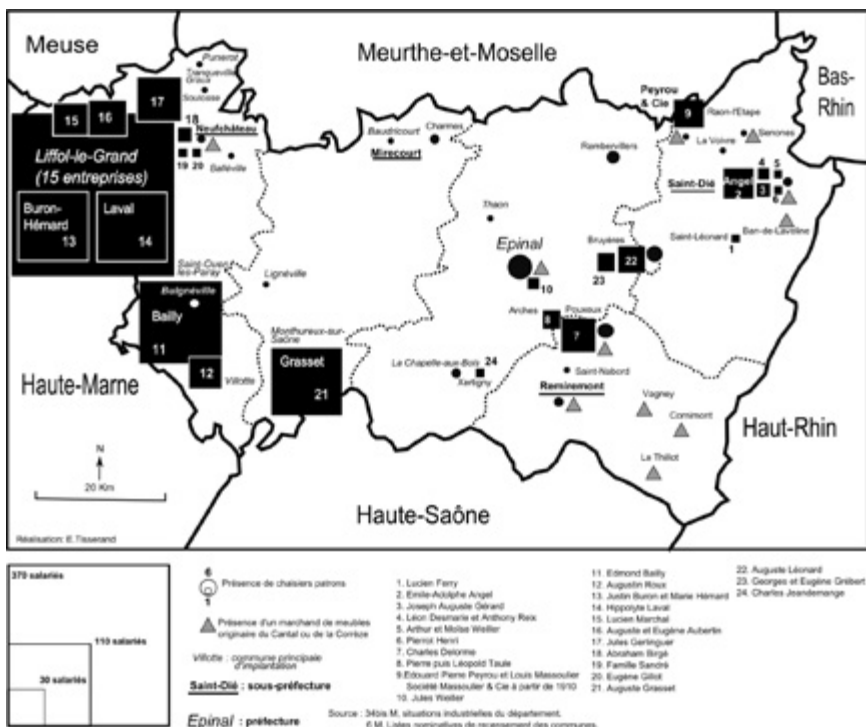 Meuse
Meurthe-et-Moselle
Bas-
Rhin
Punerot
Tranqueville
Graux
Soulosse
17
16
15
18
Neufchâteau
19 20
Balléville
Liffol-le-Grand
(15 entreprises)
Buron-
Hémard
13
Laval
14
Baudricourt
Mirecourt
Charmes
Rambervillers
Peyrou
& Cie
9
Raon-l'Etape
Senones
La Voivre
4
5
Saint-Dié
Angel
2
3
6
Saint-Léonard
1
Ban-de-Laveline
Thaon
Epinal
10
Bruyères
22
23
Saint-Ouen-
les-Parey
Lignéville
Bulgnéville
Bailly
11
12
Villotte
Monthureux-sur-
Saône
Grasset
21
Arches
8
Pouxeux
7
La Chapelle-aux-Bois
24
Xertigny
Saint-Nabord
Remiremont
Vagney
Cornimont
Le Thillot
Haute-Marne
Haut-Rhin
Haute-Saône
N
20 Km
Réalisation : E.Tisserand
370 salariés
110 salariés
30 salariés
6
1
Présence de chaisiers patrons
Présence d'un marchand de meubles
originaire du Cantal ou de la Corrèze
Villotte : commune principale
d'implantation
Saint-Dié : sous-préfecture
Epinal : préfecture
1. Lucien Ferry
2. Emile-Adolphe Angel
3. Joseph Auguste Gérard
4. Léon Desmarie et Anthony Reix
5. Arthur et Moïse Weiller
6. Pierrot Henri
7. Charles Delorme
8. Pierre puis Léopold Taule
9.Edouard Pierre Peyrou et Louis Massoulier
Société Massoulier & Cie à partir de 1910
10. Jules Weiller
11. Edmond Bailly
12. Augustin Roux
13. Justin Buron et Marie Hémard
14. Hippolyte Laval
15. Lucien Marchal
16. Auguste et Eugène Aubertin
17. Jules Gerlinguer
18. Abraham Birgé
19. Famille Sandré
20. Eugène Gillot
21. Auguste Grasset
22. Auguste Léonard
23. Georges et Eugène Grébert
24. Charles Jeandemange
Source : 34bis M, situations industrielles du département.
6 M, Listes nominatives de recensement des communes.